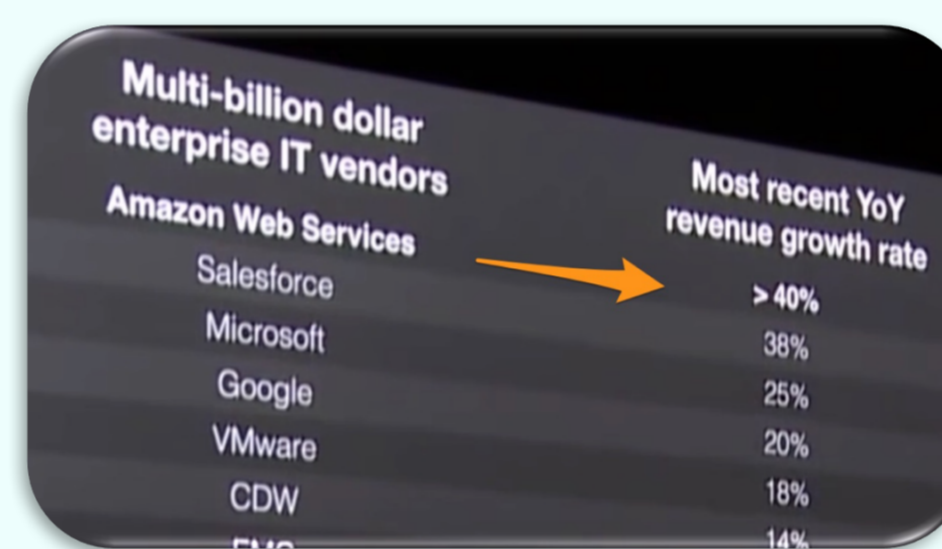 Multi-billion dollar
enterprise IT vendors
Most recent YoY
revenue growth rate
Amazon Web Services > 40%
Salesforce 38%
Microsoft 25%
Google 20%
VMware 18%
CDW 14%